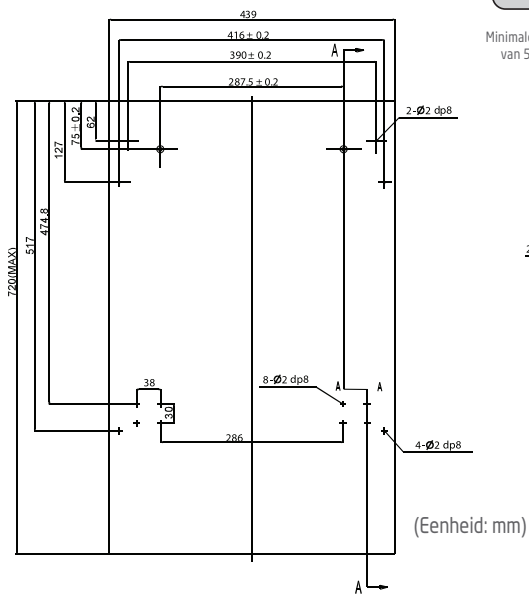 439
416 ± 0.2
390 ± 0.2
287.5 ± 0.2
A
Minimale
van 5
2-Ø2 dp8
62
75±0.2
127
474.8
517
720(MAX)
2
38
30
8-Ø2 dp8
A
A
286
4-Ø2 dp8
(Eenheid: mm)
A